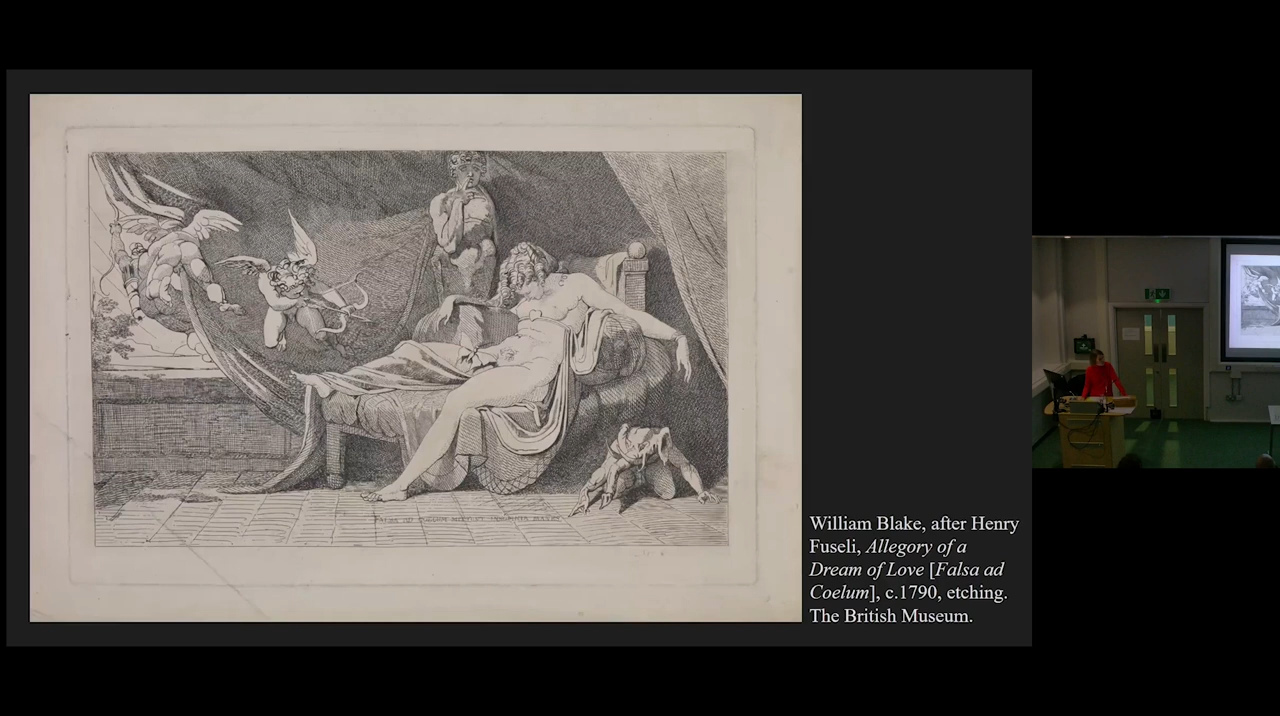 William Blake, after Henry
Fuseli, Allegory of a
Dream of Love [Falsa ad
Coelum], c.1790, etching.
The British Museum.